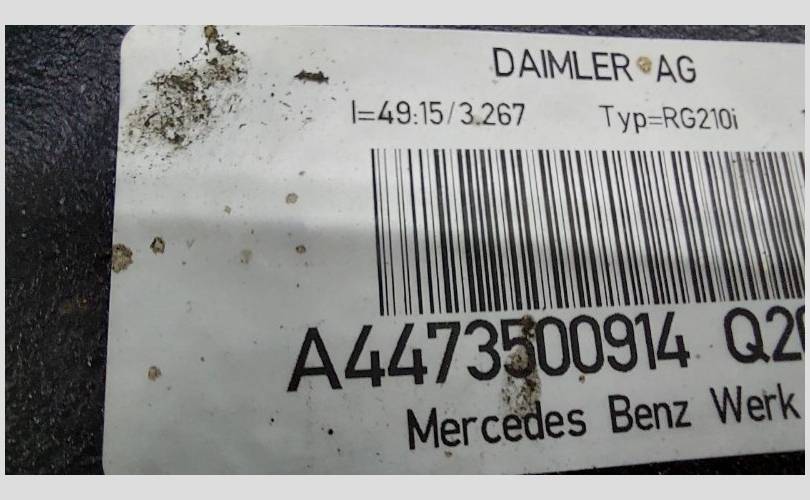 DAIMLER AG
I=49:15/3.267 Typ=RG210i
A4473500914
Mercedes Benz Werk